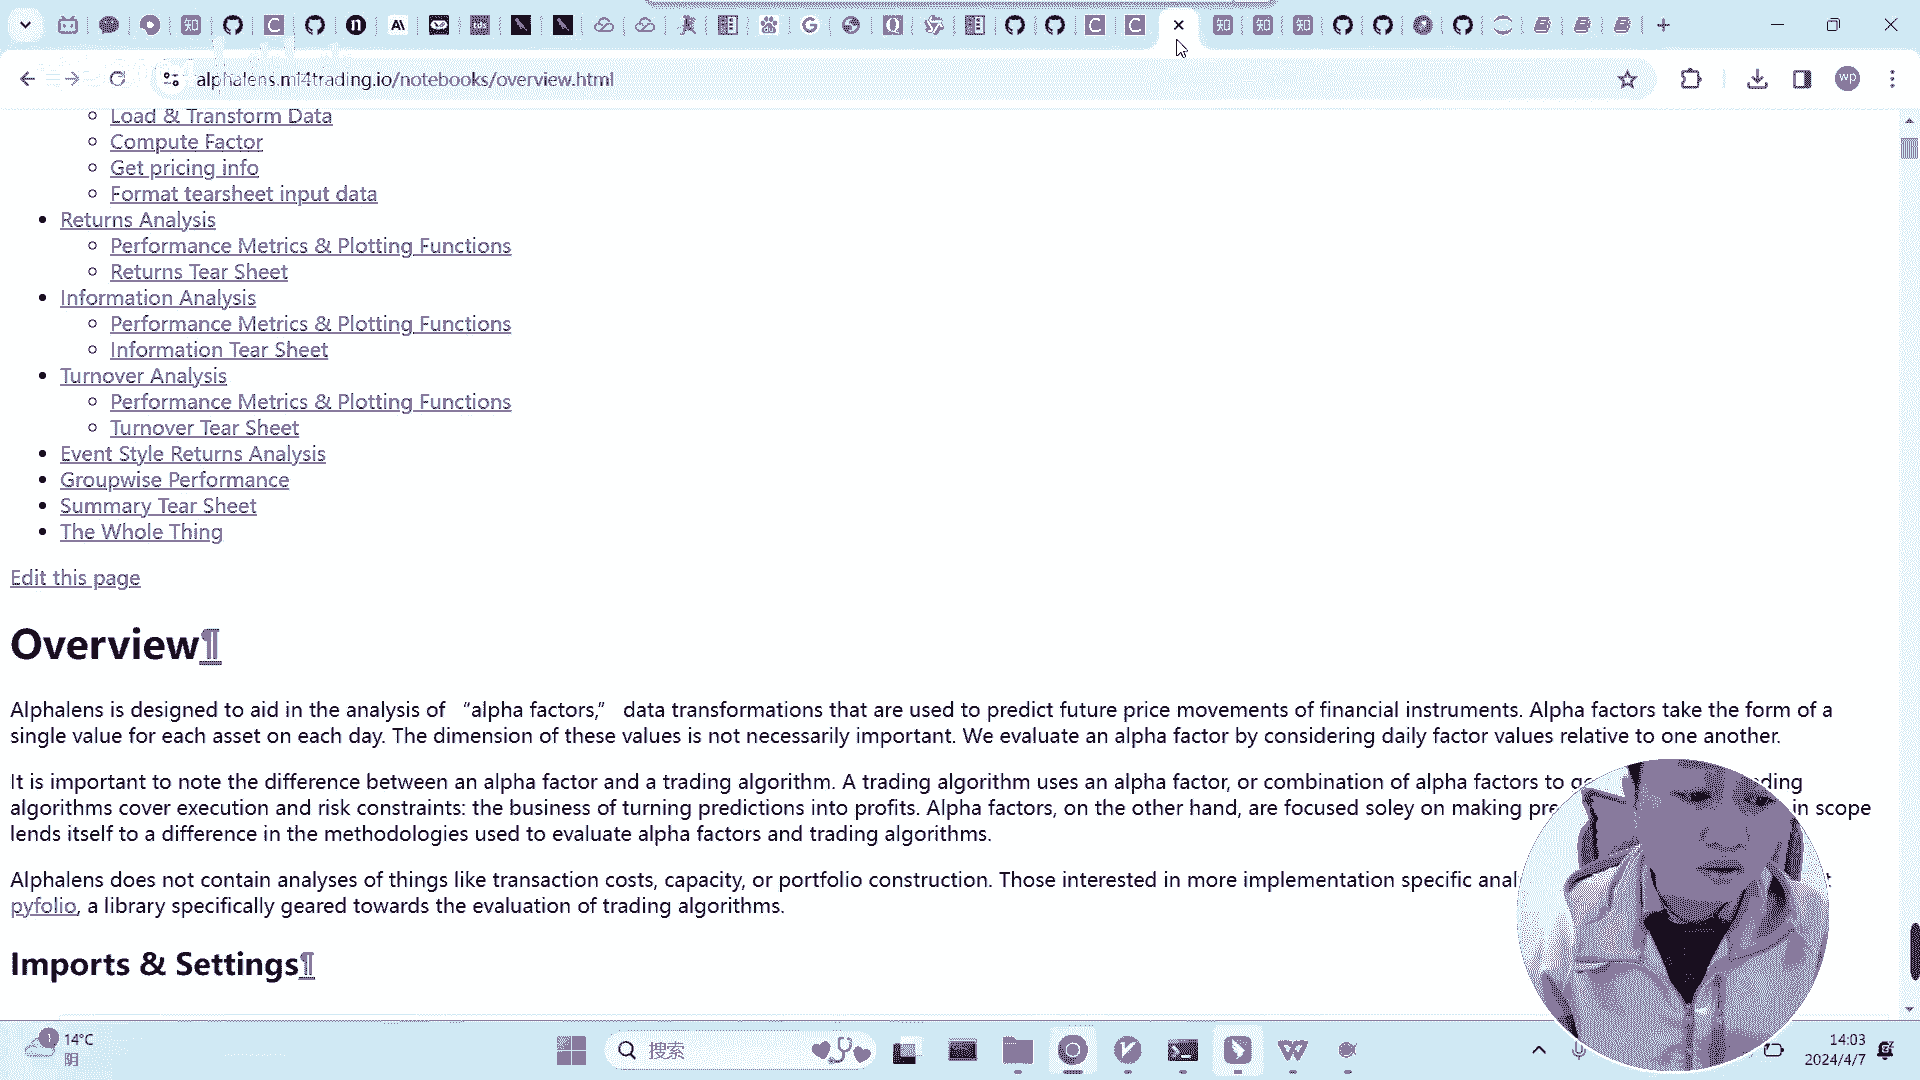 alphalens.ml4trading.io/notebooks/overview.html
wp
Load & Transform Data
Compute Factor
Get pricing info
Format tearsheet input data
Returns Analysis
Performance Metrics & Plotting Functions
Returns Tear Sheet
Information Analysis
Performance Metrics & Plotting Functions
Information Tear Sheet
Turnover Analysis
Performance Metrics & Plotting Functions
Turnover Tear Sheet
Event Style Returns Analysis
Groupwise Performance
Summary Tear Sheet
The Whole Thing
Edit this page
Overview¶
Alphalens is designed to aid in the analysis of “alpha factors,” data transformations that are used to predict future price movements of financial instruments. Alpha factors take the form of a
single value for each asset on each day. The dimension of these values is not necessarily important. We evaluate an alpha factor by considering daily factor values relative to one another.
It is important to note the difference between an alpha factor and a trading algorithm. A trading algorithm uses an alpha factor, or combination of alpha factors to
algorithms cover execution and risk constraints: the business of turning predictions into profits. Alpha factors, on the other hand, are focused soley on making in scope
lends itself to a difference in the methodologies used to evaluate alpha factors and trading algorithms.
Alphalens does not contain analyses of things like transaction costs, capacity, or portfolio construction. Those interested in more implementation specific
pyfolio, a library specifically geared towards the evaluation of trading algorithms.
Imports & Settings¶
1
14°C
阴
搜索
14:03
2024/4/7